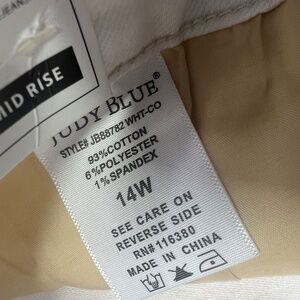 JEANS
MID RISE
JUDY BLUE®
STYLE# JB88782 WHT-CO
93%COTTON
6%POLYESTER
1%SPANDEX
14W
SEE CARE ON
REVERSE SIDE
RN#116380
MADE IN CHINA